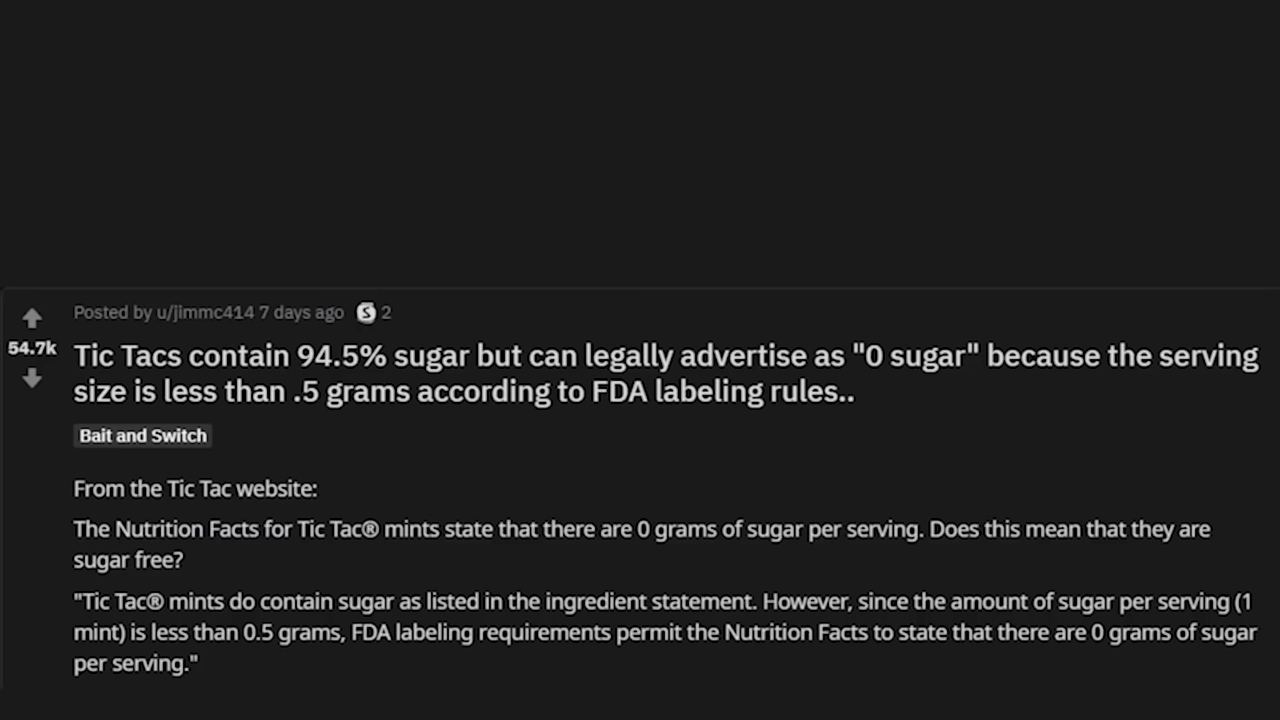 Posted by u/jimmc414 7 days ago S 2
54.7k
Tic Tacs contain 94.5% sugar but can legally advertise as "0 sugar" because the serving
size is less than .5 grams according to FDA labeling rules..
Bait and Switch
From the Tic Tac website:
The Nutrition Facts for Tic Tac® mints state that there are 0 grams of sugar per serving. Does this mean that they are
sugar free?
"Tic Tac® mints do contain sugar as listed in the ingredient statement. However, since the amount of sugar per serving (1
mint) is less than 0.5 grams, FDA labeling requirements permit the Nutrition Facts to state that there are 0 grams of sugar
per serving."